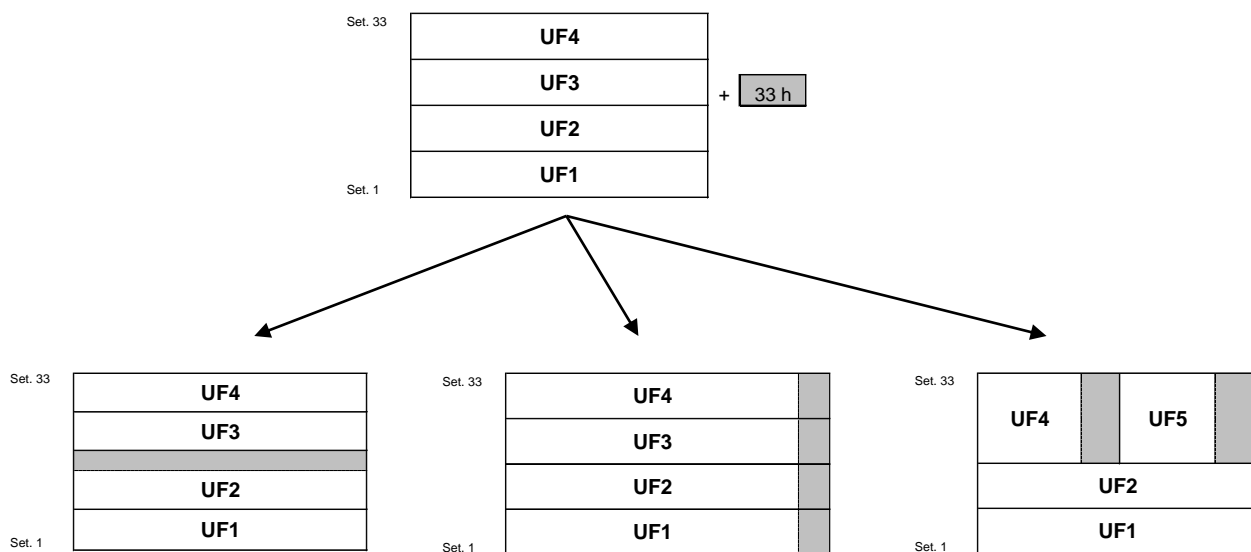 Set. 33
UF4
UF3
+ 33 h
UF2
UF1
Set. 1
Set. 33
UF4
UF3
UF2
UF1
Set. 1
Set. 33
UF4
UF3
UF2
UF1
Set. 1
Set. 33
UF4 UF5
UF2
UF1
Set. 1